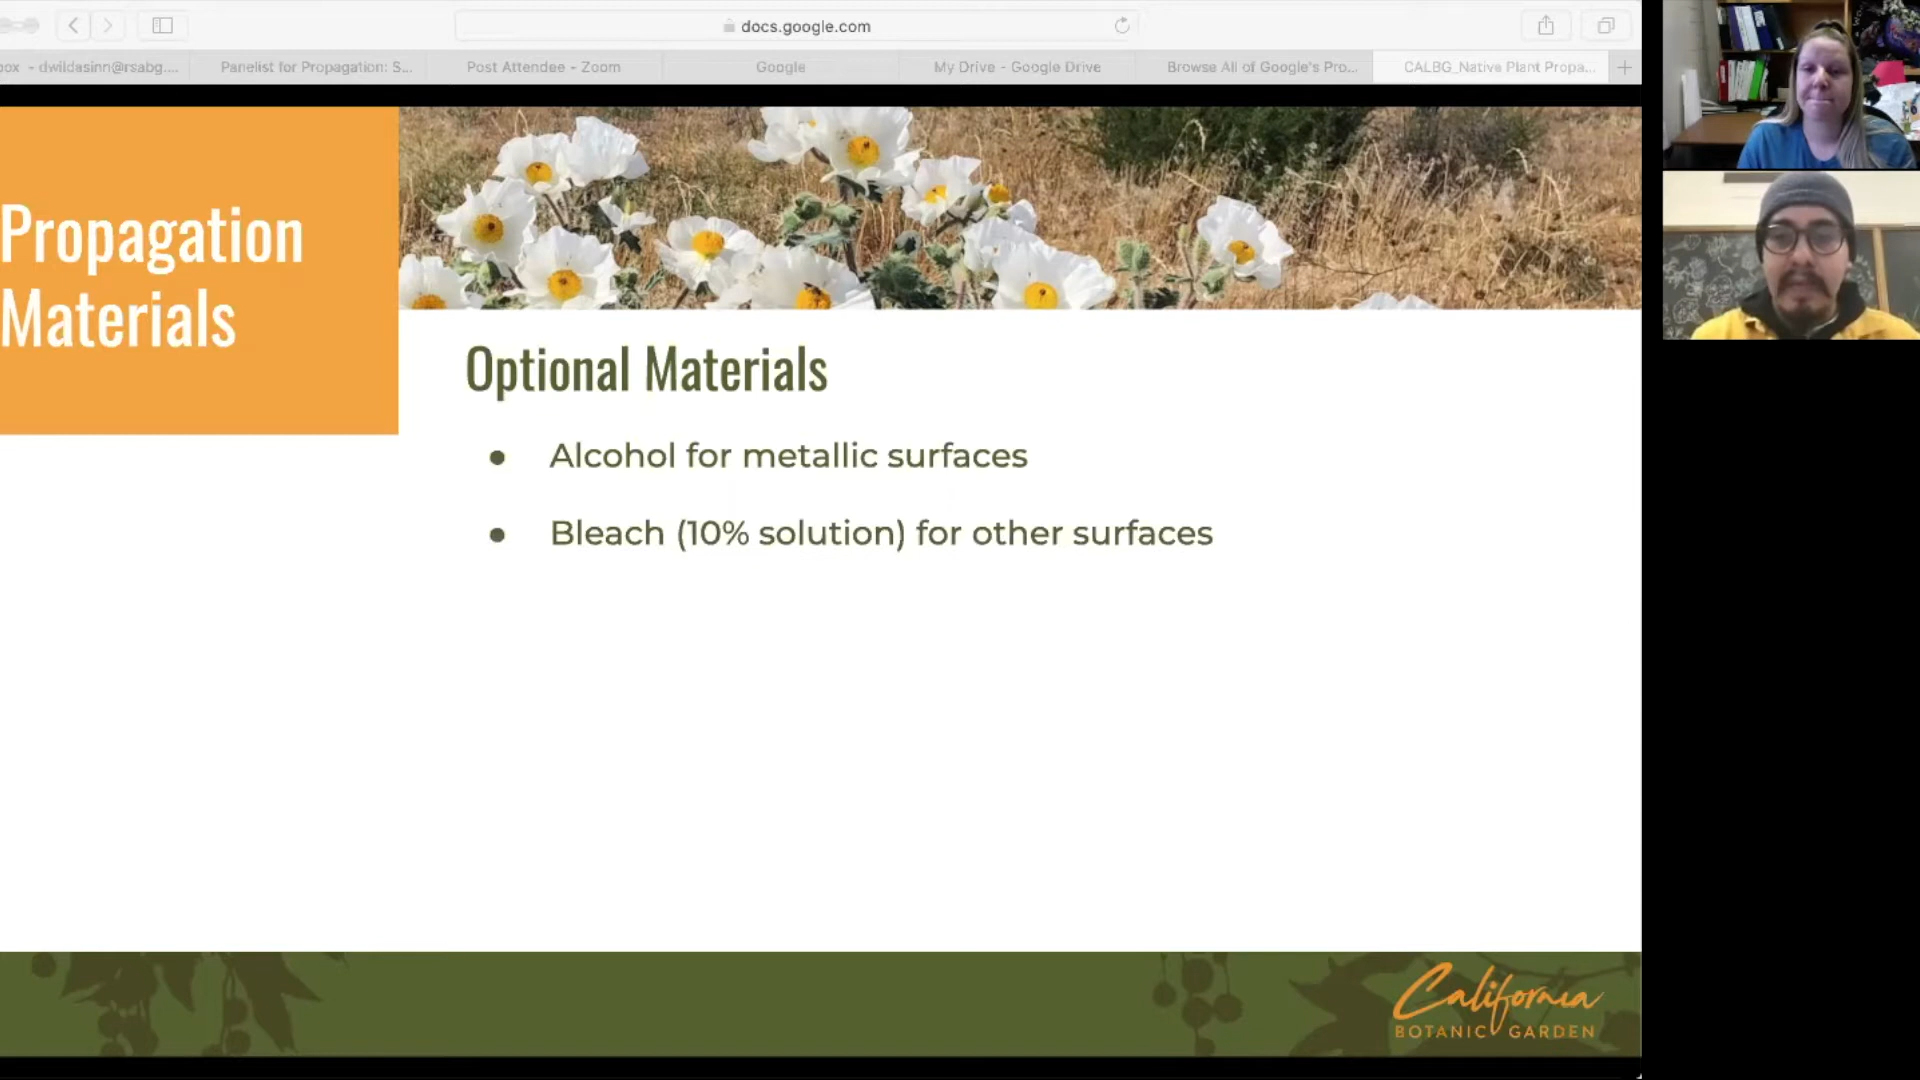 docs.google.com
ox - dwildasinn@rsabg....
Panelist for Propagation: S...
Post Attendee - Zoom
Google
My Drive - Google Drive
Browse All of Google's Pro...
CALBG_Native Plant Propa...
Propagation
Materials
Optional Materials
● Alcohol for metallic surfaces
● Bleach (10% solution) for other surfaces
California
BOTANIC GARDEN